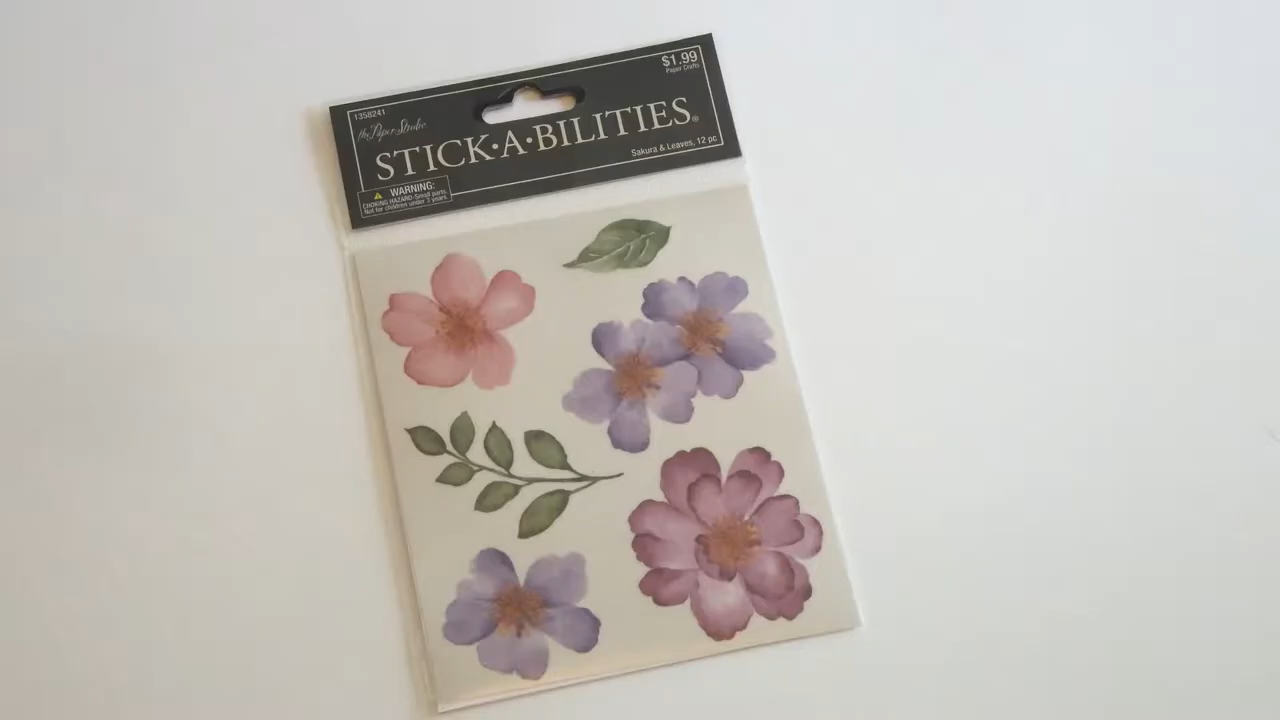 $1.99
Paper Crafts
1358241
the Paper Studio
STICK•A•BILITIES®
Sakura & Leaves, 12 pc
WARNING:
CHOKING HAZARD-Small parts.
Not for children under 3 years.